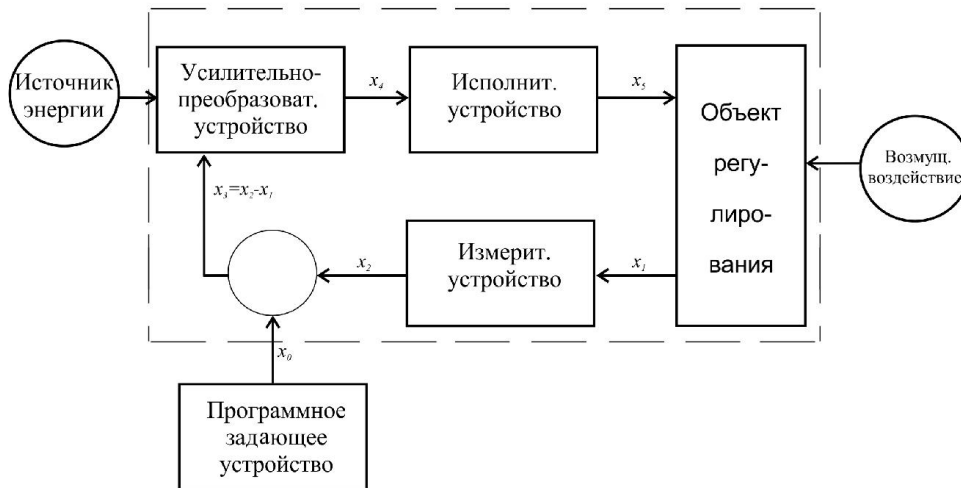 Источник
энергии
Усилительно-
преобразоват.
устройство
x₄
Исполнит.
устройство
x₅
Объект
регу-
лиро-
вания
Возмущ.
воздействие
x₃=x₂-x₁
x₂
Измерит.
устройство
x₁
x₀
Программное
задающее
устройство